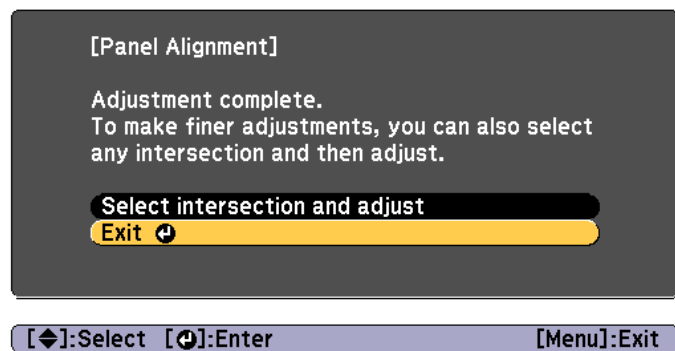 [Panel Alignment]
Adjustment complete.
To make finer adjustments, you can also select
any intersection and then adjust.
Select intersection and adjust
Exit
[◆]:Select [↵]:Enter [Menu]:Exit